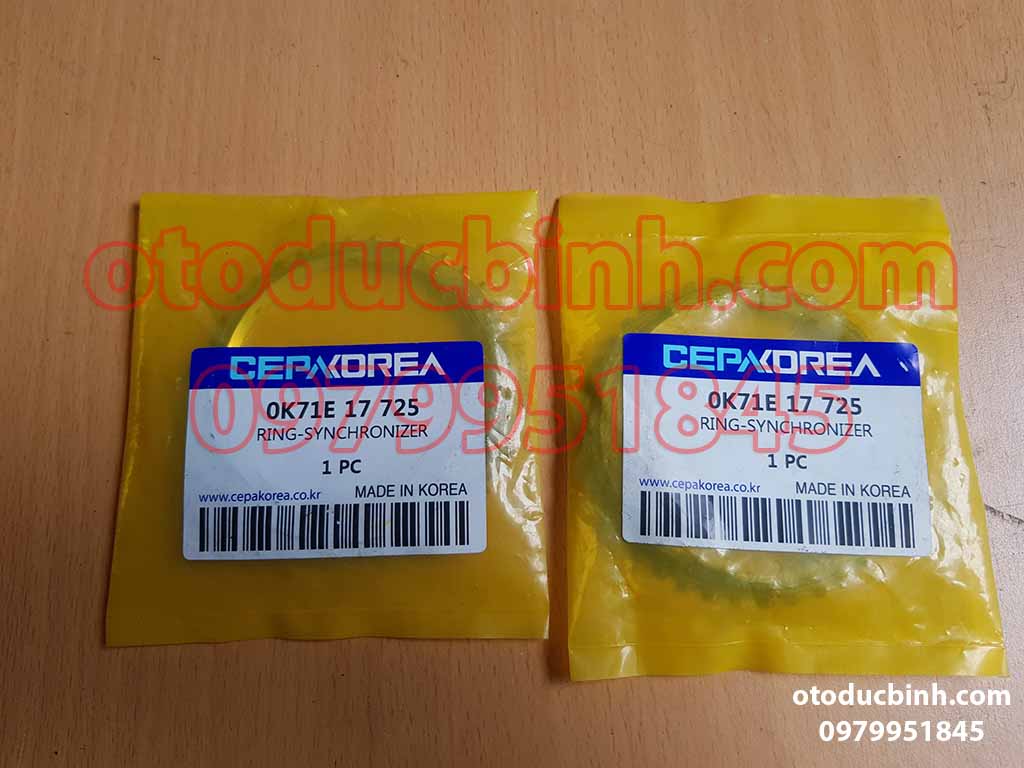 otoducbinh.com
0979951845
CEPAKOREA
0K71E 17 725
RING-SYNCHRONIZER
1 PC
www.cepakorea.co.kr MADE IN KOREA
CEPAKOREA
0K71E 17 725
RING-SYNCHRONIZER
1 PC
www.cepakorea.co.kr MADE IN KOREA
otoducbinh.com
0979951845